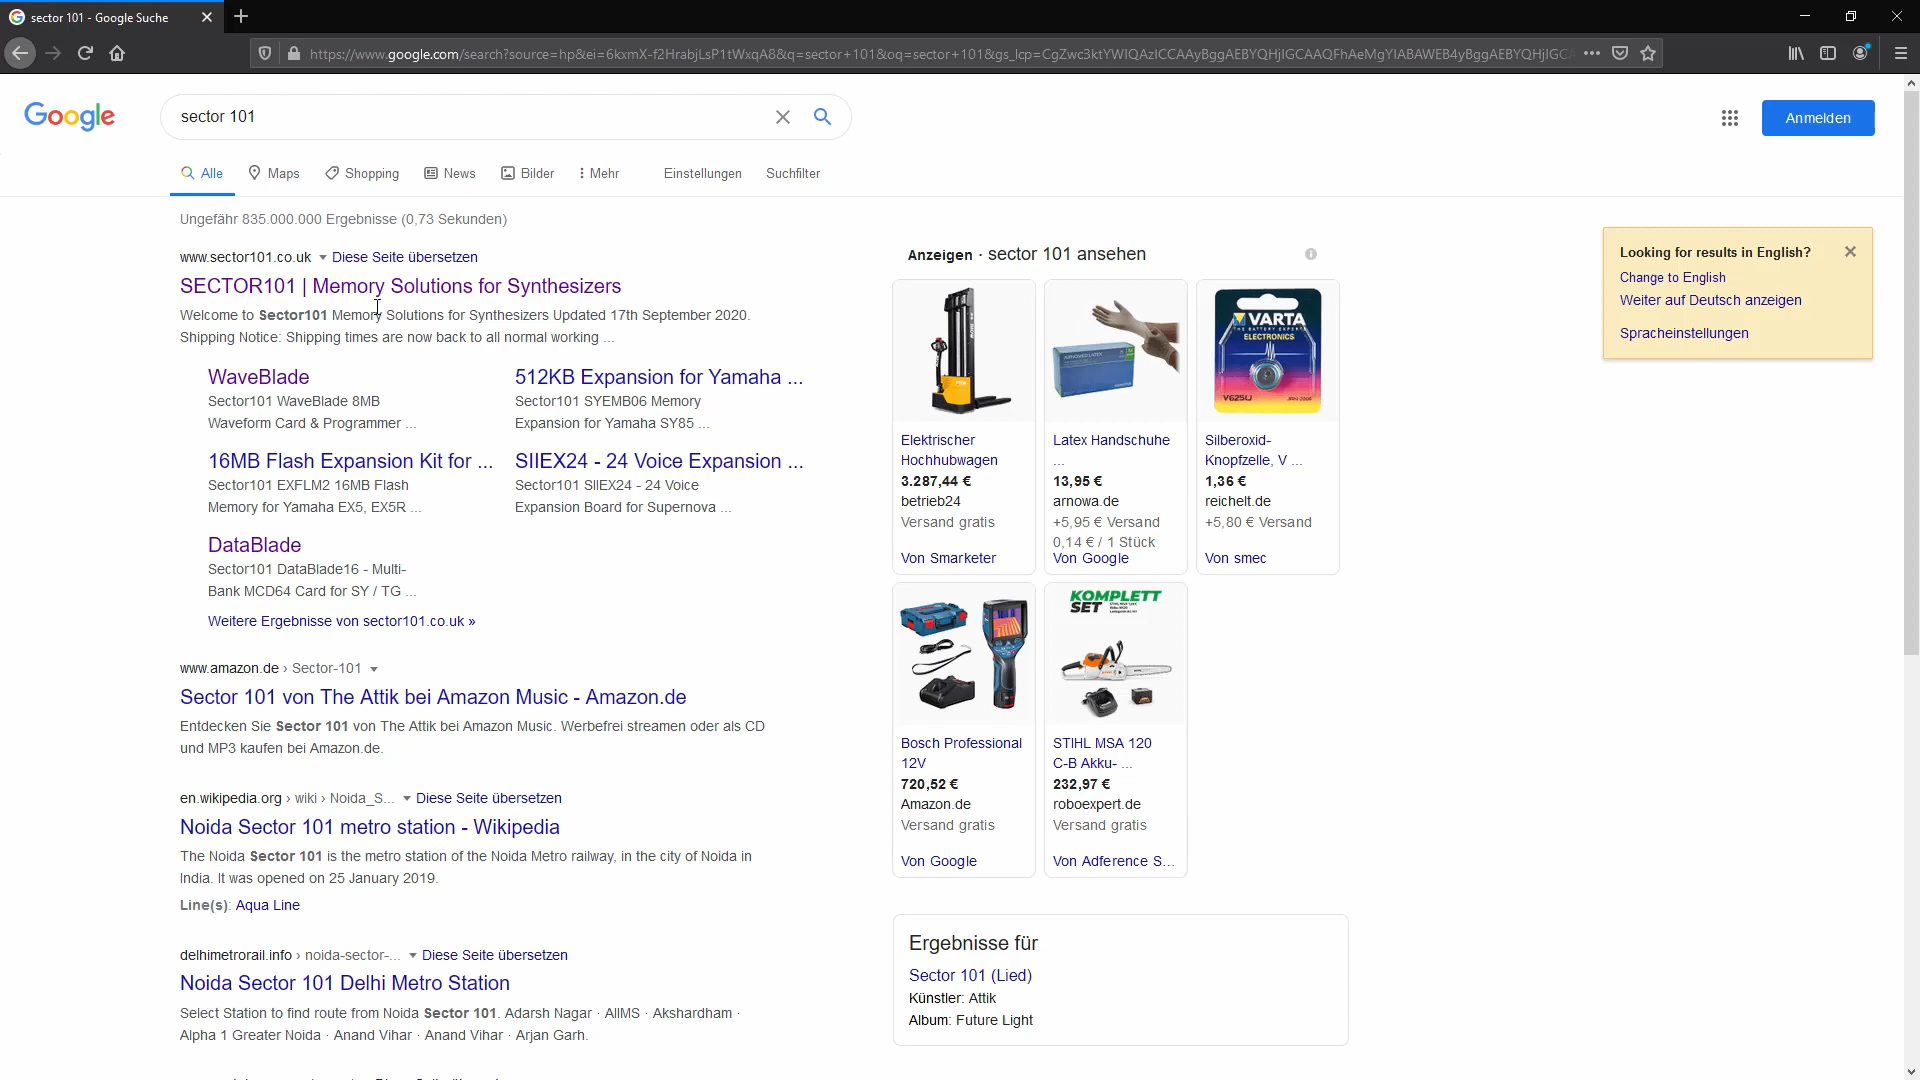 sector 101 - Google Suche
https://www.google.com/search?source=hp&ei=6kxmX-f2HrabjLsP1tWxqA8&q=sector+101&oq=sector+101&gs_lcp=CgZwc3ktYWIQAzICCAAyBggAEBYQHjIGCAAQFhAeMgYIABAWEB4yBggAEBYQHjIGC
Google
sector 101
Anmelden
Alle
Maps
Shopping
News
Bilder
Mehr
Einstellungen
Suchfilter
Ungefähr 835.000.000 Ergebnisse (0,73 Sekunden)
www.sector101.co.uk Diese Seite übersetzen
SECTOR101 | Memory Solutions for Synthesizers
Welcome to Sector101 Memory Solutions for Synthesizers Updated 17th September 2020.
Shipping Notice: Shipping times are now back to all normal working ...
WaveBlade
Sector101 WaveBlade 8MB
Waveform Card & Programmer ...
512KB Expansion for Yamaha ...
Sector101 SYEMB06 Memory
Expansion for Yamaha SY85 ...
16MB Flash Expansion Kit for ...
Sector101 EXFLM2 16MB Flash
Memory for Yamaha EX5, EX5R ...
SIIEX24 - 24 Voice Expansion ...
Sector101 SIIEX24 - 24 Voice
Expansion Board for Supernova ...
DataBlade
Sector101 DataBlade16 - Multi-
Bank MCD64 Card for SY / TG ...
Weitere Ergebnisse von sector101.co.uk »
www.amazon.de › Sector-101
Sector 101 von The Attik bei Amazon Music - Amazon.de
Entdecken Sie Sector 101 von The Attik bei Amazon Music. Werbefrei streamen oder als CD
und MP3 kaufen bei Amazon.de.
en.wikipedia.org › wiki › Noida_S... Diese Seite übersetzen
Noida Sector 101 metro station - Wikipedia
The Noida Sector 101 is the metro station of the Noida Metro railway, in the city of Noida in
India. It was opened on 25 January 2019.
Line(s): Aqua Line
delhimetrorail.info › noida-sector-... Diese Seite übersetzen
Noida Sector 101 Delhi Metro Station
Select Station to find route from Noida Sector 101. Adarsh Nagar · AIIMS · Akshardham ·
Alpha 1 Greater Noida · Anand Vihar · Anand Vihar · Arjan Garh.
Anzeigen · sector 101 ansehen
Elektrischer
Hochhubwagen
3.287,44 €
betrieb24
Versand gratis
Von Smarketer
Latex Handschuhe
...
13,95 €
arnowa.de
+5,95 € Versand
0,14 € / 1 Stück
Von Google
VARTA
ELECTRONICS
V625U
Silberoxid-
Knopfzelle, V ...
1,36 €
reichelt.de
+5,80 € Versand
Von smec
Bosch Professional
12V
720,52 €
Amazon.de
Versand gratis
Von Google
KOMPLETT
SET
STIHL MSA 120
C-B Akku- ...
232,97 €
roboexpert.de
Versand gratis
Von Adference S...
Ergebnisse für
Sector 101 (Lied)
Künstler: Attik
Album: Future Light
Looking for results in English?
Change to English
Weiter auf Deutsch anzeigen
Spracheinstellungen